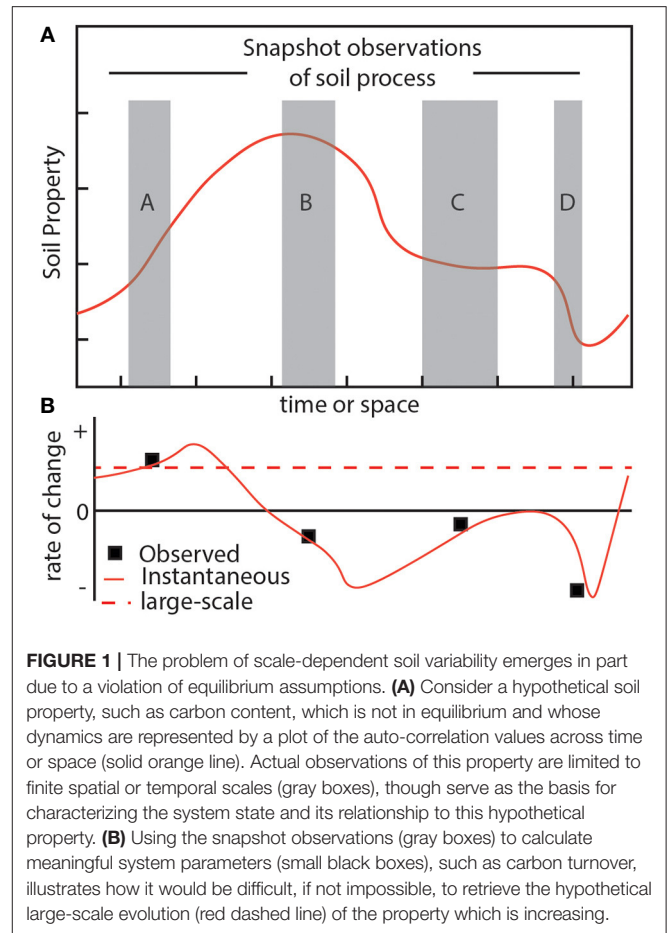 A
Snapshot observations
of soil process
Soil Property
A
B
C
D
time or space
B
+
0
-
rate of change
Observed
Instantaneous
large-scale
FIGURE 1 | The problem of scale-dependent soil variability emerges in part
due to a violation of equilibrium assumptions. (A) Consider a hypothetical soil
property, such as carbon content, which is not in equilibrium and whose
dynamics are represented by a plot of the auto-correlation values across time
or space (solid orange line). Actual observations of this property are limited to
finite spatial or temporal scales (gray boxes), though serve as the basis for
characterizing the system state and its relationship to this hypothetical
property. (B) Using the snapshot observations (gray boxes) to calculate
meaningful system parameters (small black boxes), such as carbon turnover,
illustrates how it would be difficult, if not impossible, to retrieve the hypothetical
large-scale evolution (red dashed line) of the property which is increasing.